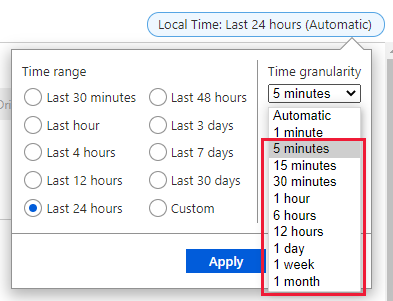 Local Time: Last 24 hours (Automatic)
Time range
Time granularity
Last 30 minutes
Last 48 hours
5 minutes
Last hour
Last 3 days
Last 4 hours
Last 7 days
Last 12 hours
Last 30 days
Last 24 hours
Custom
Automatic
1 minute
5 minutes
15 minutes
30 minutes
1 hour
6 hours
12 hours
1 day
1 week
1 month
Apply